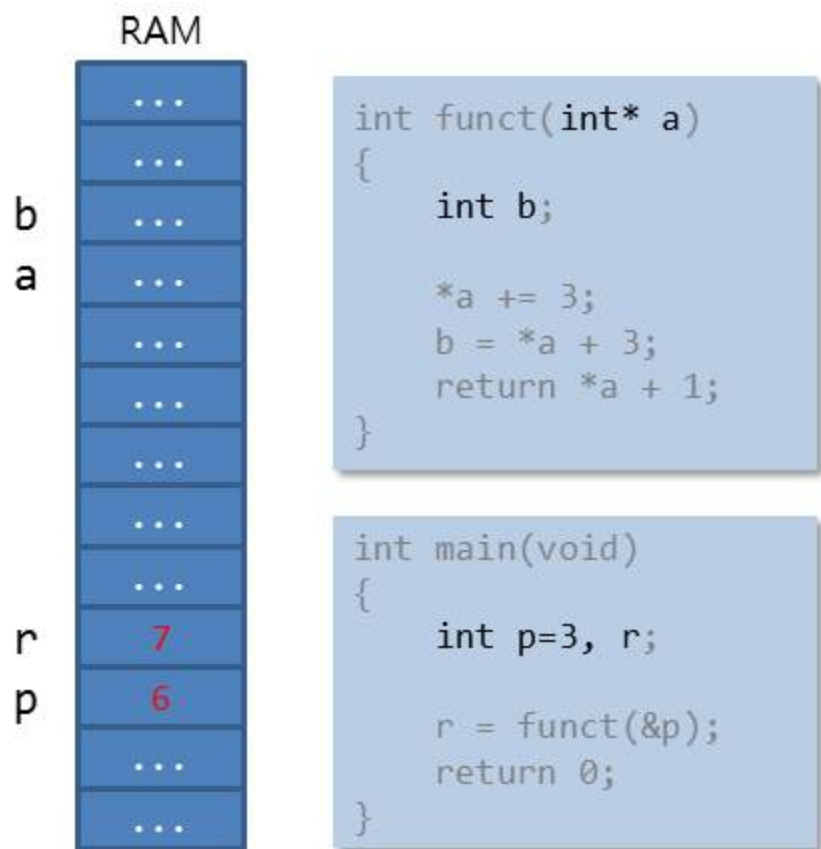 RAM
...
...
b ...
a ...
...
...
...
...
...
r 7
p 6
...
...
int funct(int* a)
{
    int b;

    *a += 3;
    b = *a + 3;
    return *a + 1;
}
int main(void)
{
    int p=3, r;

    r = funct(&p);
    return 0;
}